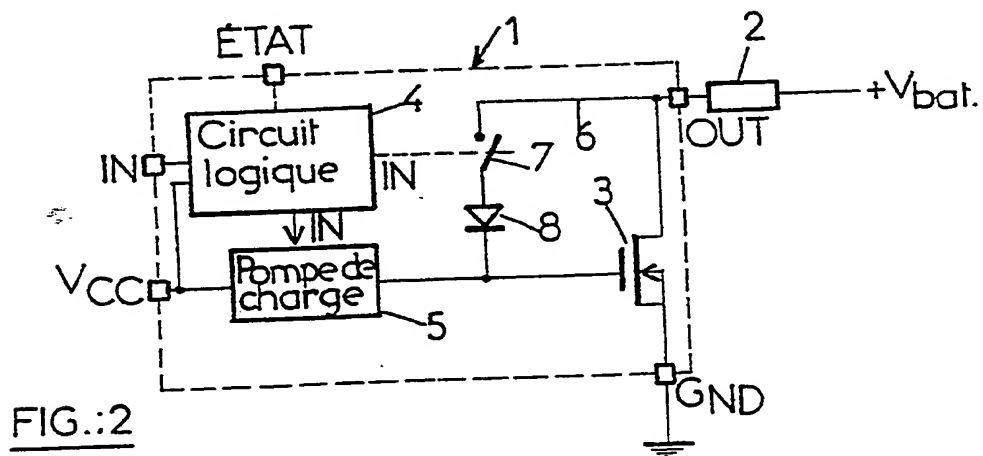 ÉTAT
1
2
4
+Vbat.
Circuit
logique
IN
IN
OUT
6
7
3
8
IN
VCC
Pompe de
charge
5
GND
FIG.:2